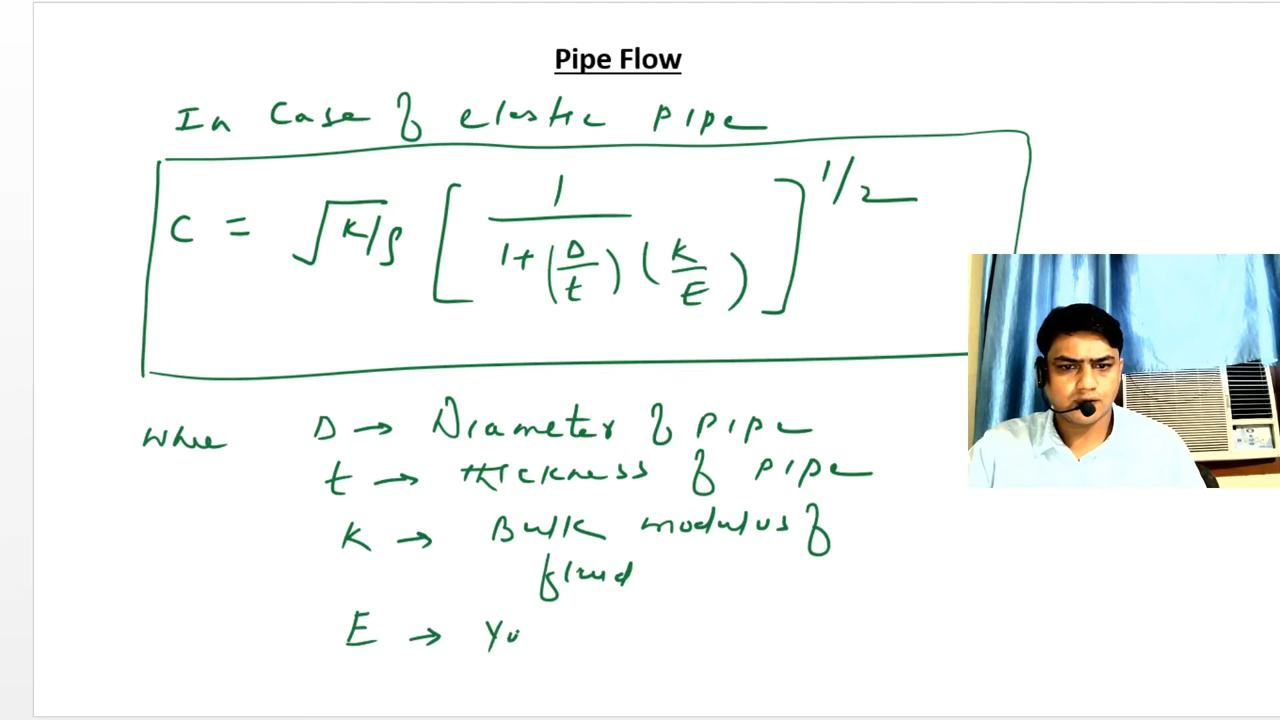 Pipe Flow
In Case of elastic pipe
C = √K/ρ [ 1 / 1+(D/t)(K/E) ]^1/2
Where D → Diameter of pipe
t → thickness of pipe
K → Bulk modulus of
fluid
E → You